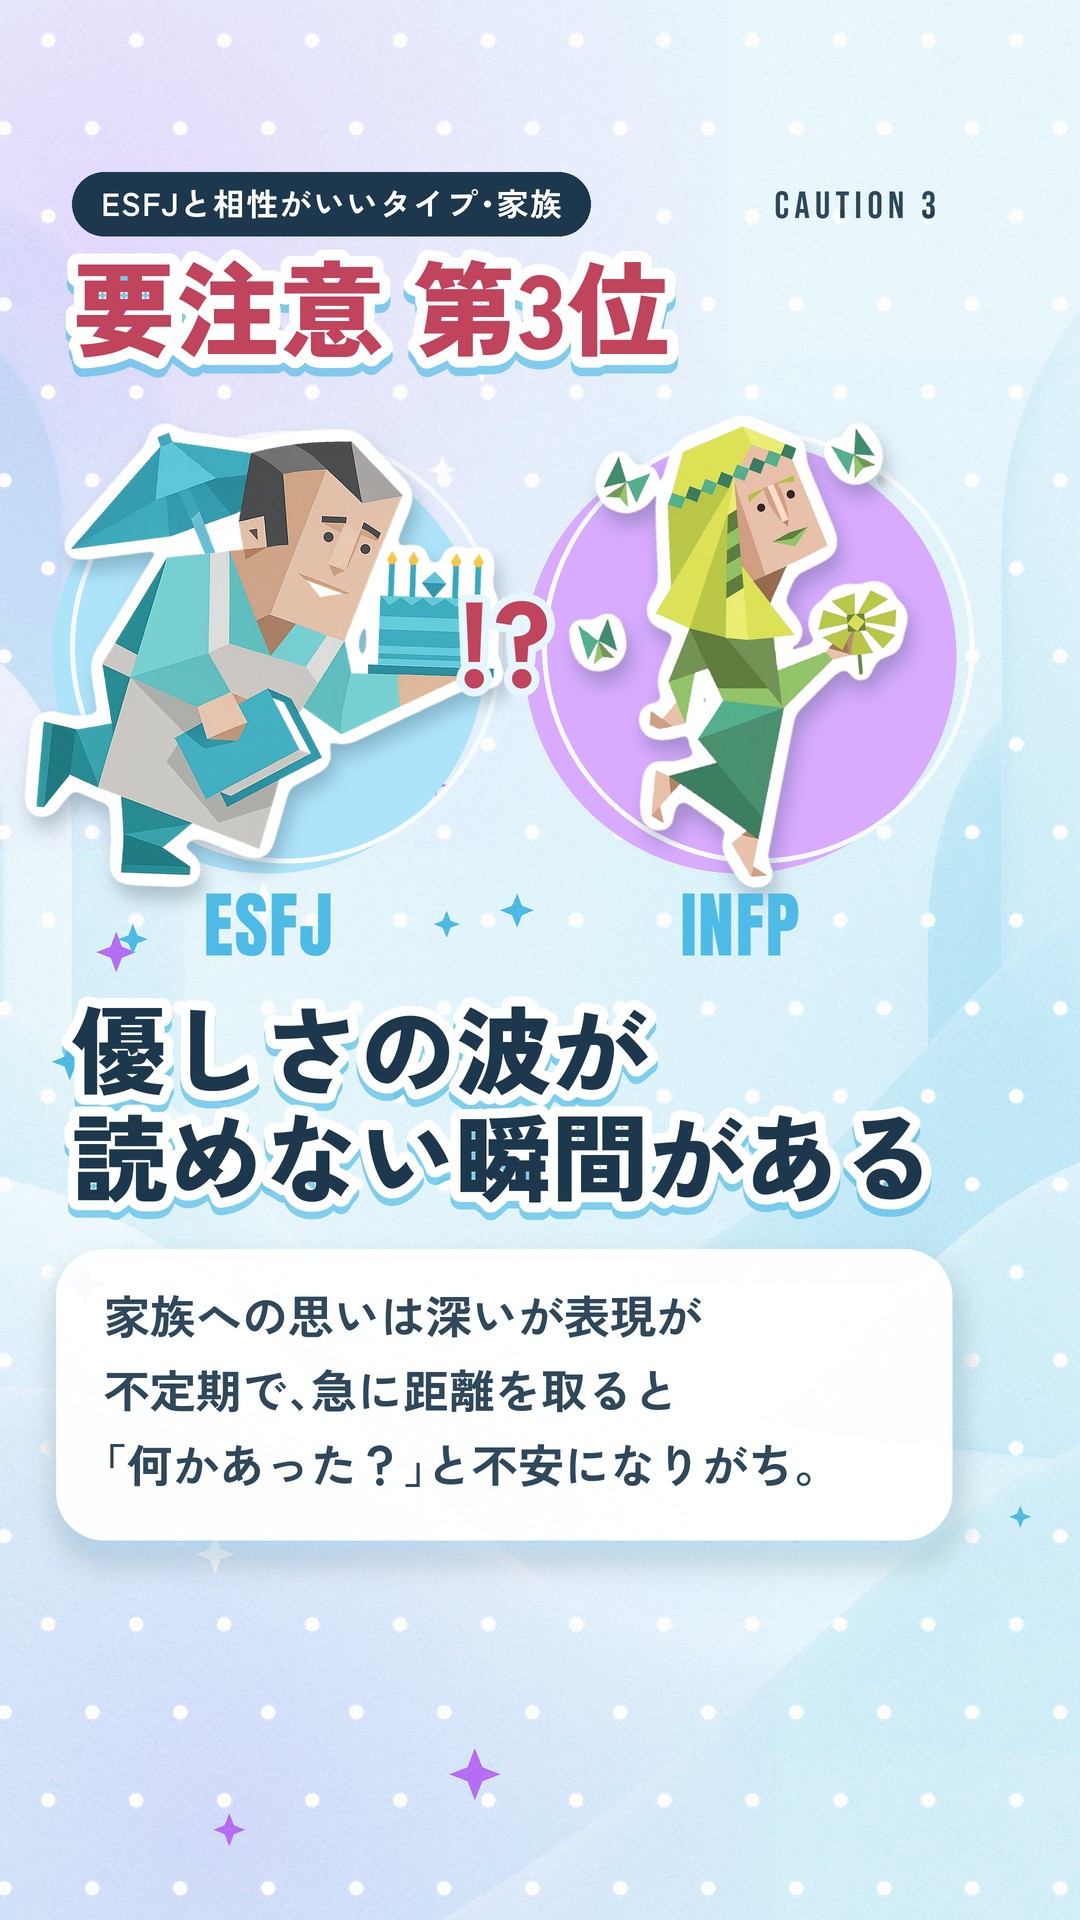 ESFJと相性がいいタイプ・家族
CAUTION 3
要注意 第3位
!?
ESFJ
INFP
優しさの波が
読めない瞬間がある
家族への思いは深いが表現が
不定期で、急に距離を取ると
「何かあった？」と不安になりがち。